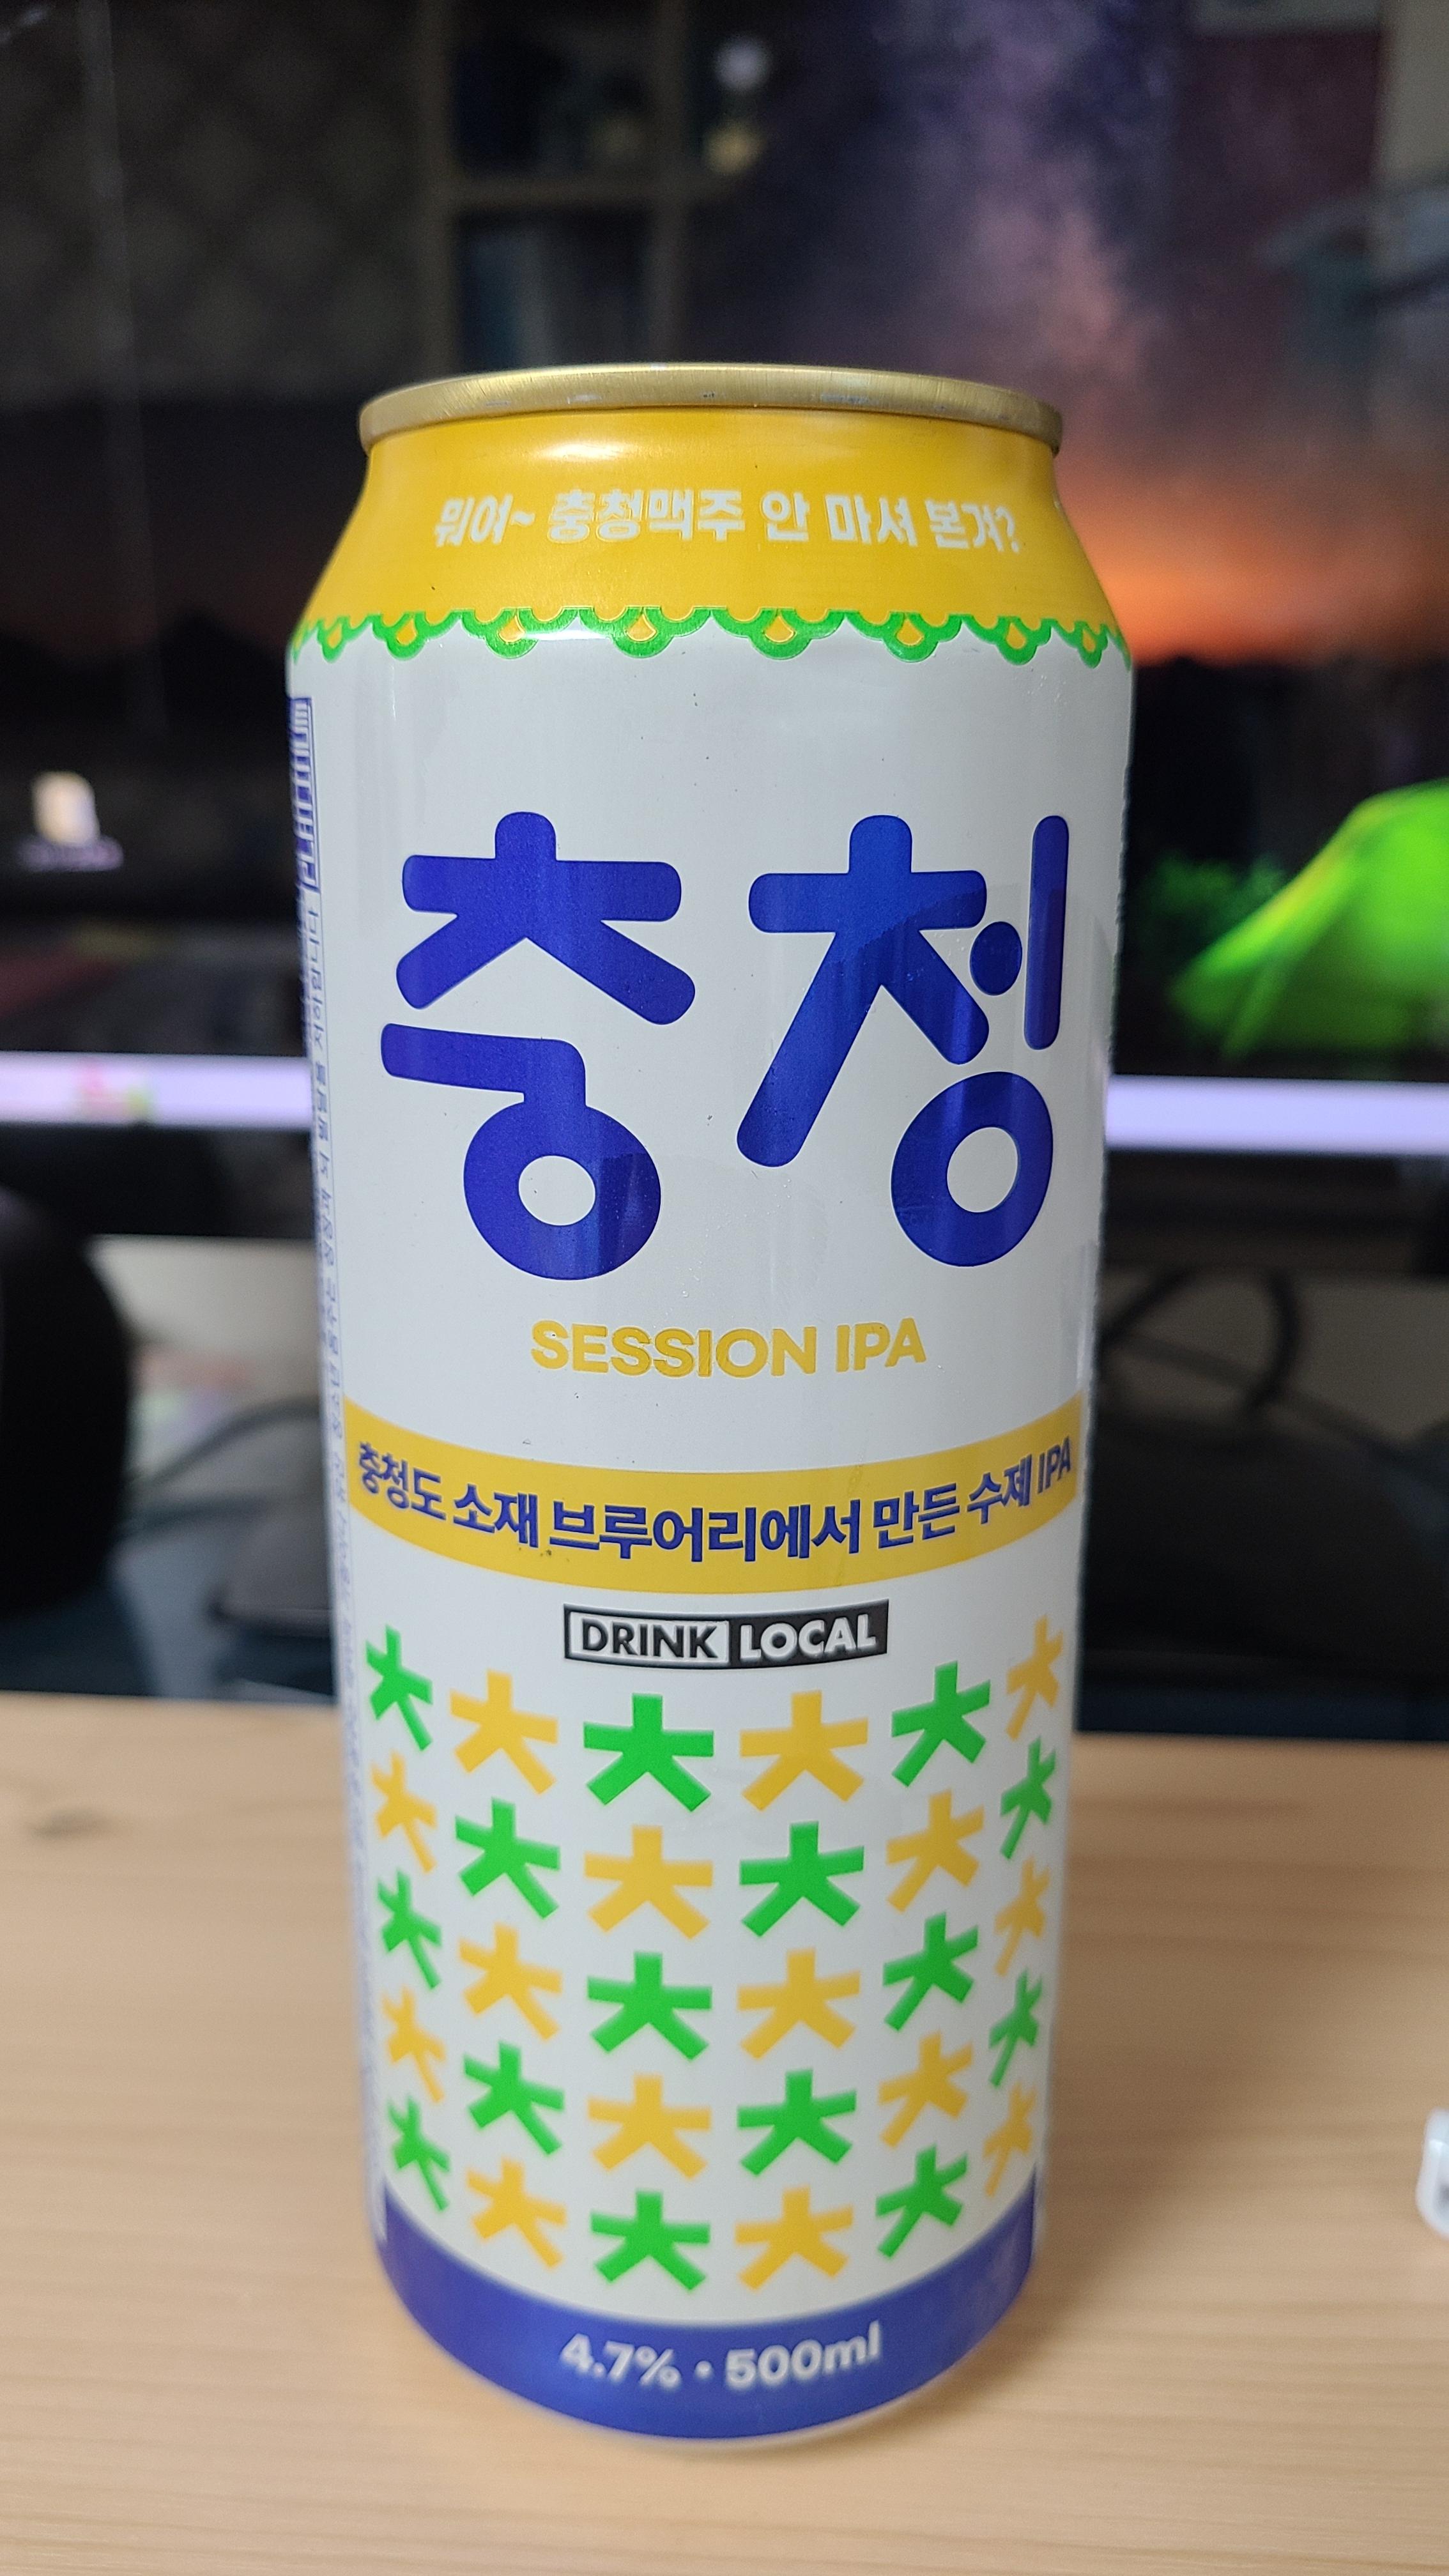 뭐여~ 충청맥주 안 마셔 본겨?
충청
SESSION IPA
충청도 소재 브루어리에서 만든 수제 IPA
DRINK LOCAL
4.7% • 500ml